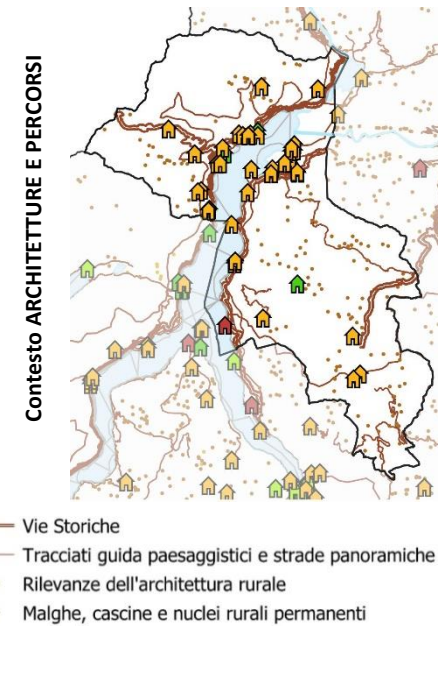 Contesto ARCHITETTURE E PERCORSI
Vie Storiche
Tracciati guida paesaggistici e strade panoramiche
Rilevanze dell'architettura rurale
Malghe, cascine e nuclei rurali permanenti